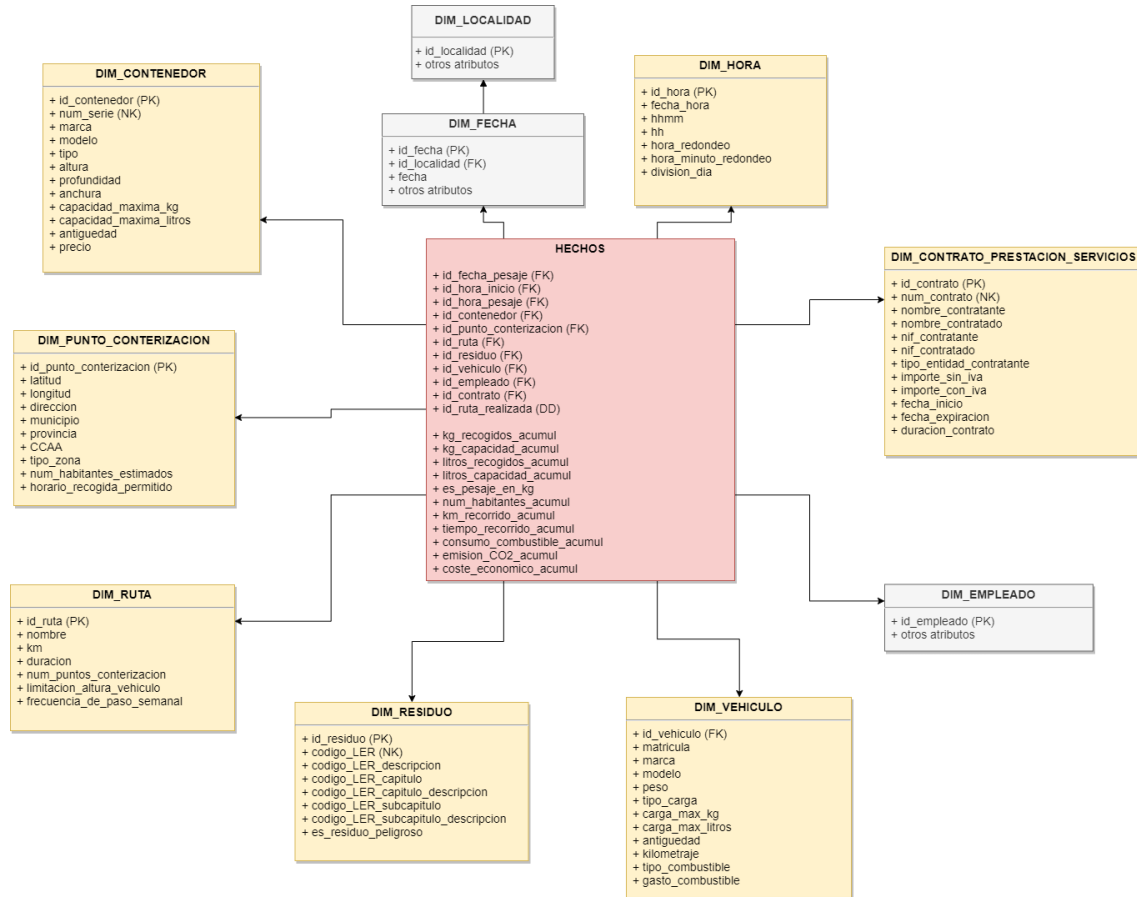 DIM_LOCALIDAD
+ id_localidad (PK)
+ otros atributos
DIM_CONTENEDOR
+ id_contenedor (PK)
+ num_serie (NK)
+ marca
+ modelo
+ tipo
+ altura
+ profundidad
+ anchura
+ capacidad_maxima_kg
+ capacidad_maxima_litros
+ antiguedad
+ precio
DIM_FECHA
+ id_fecha (PK)
+ id_localidad (FK)
+ fecha
+ otros atributos
DIM_HORA
+ id_hora (PK)
+ fecha_hora
+ hhmm
+ hh
+ hora_redondeo
+ hora_minuto_redondeo
+ division_dia
HECHOS
+ id_fecha_pesaje (FK)
+ id_hora_inicio (FK)
+ id_hora_pesaje (FK)
+ id_contenedor (FK)
+ id_punto_conterizacion (FK)
+ id_ruta (FK)
+ id_residuo (FK)
+ id_vehiculo (FK)
+ id_empleado (FK)
+ id_contrato (FK)
+ id_ruta_realizada (DD)
+ kg_recogidos_acumul
+ kg_capacidad_acumul
+ litros_recogidos_acumul
+ litros_capacidad_acumul
+ es_pesaje_en_kg
+ num_habitantes_acumul
+ km_recorrido_acumul
+ tiempo_recorrido_acumul
+ consumo_combustible_acumul
+ emision_CO2_acumul
+ coste_economico_acumul
DIM_CONTRATO_PRESTACION_SERVICIOS
+ id_contrato (PK)
+ num_contrato (NK)
+ nombre_contratante
+ nombre_contratado
+ nif_contratante
+ nif_contratado
+ tipo_entidad_contratante
+ importe_sin_iva
+ importe_con_iva
+ fecha_inicio
+ fecha_expiracion
+ duracion_contrato
DIM_PUNTO_CONTERIZACION
+ id_punto_conterizacion (PK)
+ latitud
+ longitud
+ direccion
+ municipio
+ provincia
+ CCAA
+ tipo_zona
+ num_habitantes_estimados
+ horario_recogida_permitido
DIM_RUTA
+ id_ruta (PK)
+ nombre
+ km
+ duracion
+ num_puntos_conterizacion
+ limitacion_altura_vehiculo
+ frecuencia_de_paso_semanal
DIM_EMPLEADO
+ id_empleado (PK)
+ otros atributos
DIM_RESIDUO
+ id_residuo (PK)
+ codigo_LER (NK)
+ codigo_LER_descripcion
+ codigo_LER_capitulo
+ codigo_LER_capitulo_descripcion
+ codigo_LER_subcapitulo
+ codigo_LER_subcapitulo_descripcion
+ es_residuo_peligroso
DIM_VEHICULO
+ id_vehiculo (FK)
+ matricula
+ marca
+ modelo
+ peso
+ tipo_carga
+ carga_max_kg
+ carga_max_litros
+ antiguedad
+ kilometraje
+ tipo_combustible
+ gasto_combustible